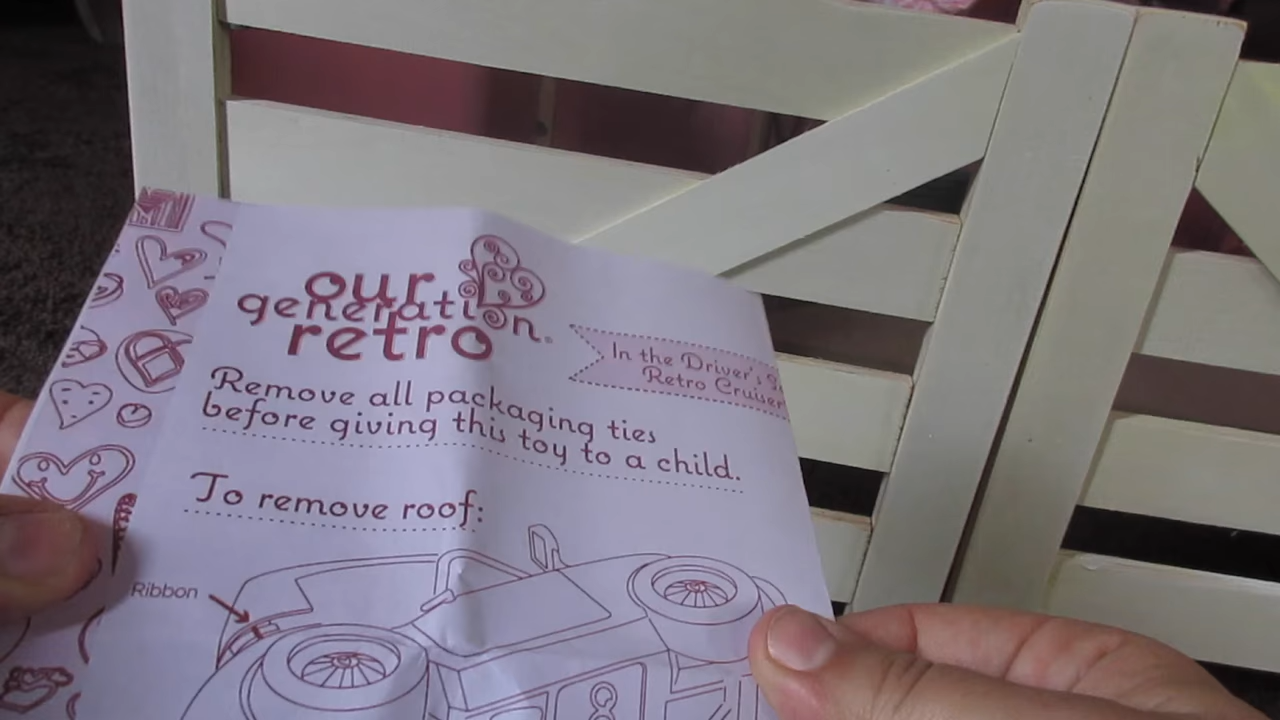 our
generation
retro
In the Driver's
Retro Cruiser
Remove all packaging ties
before giving this toy to a child.
To remove roof:
Ribbon